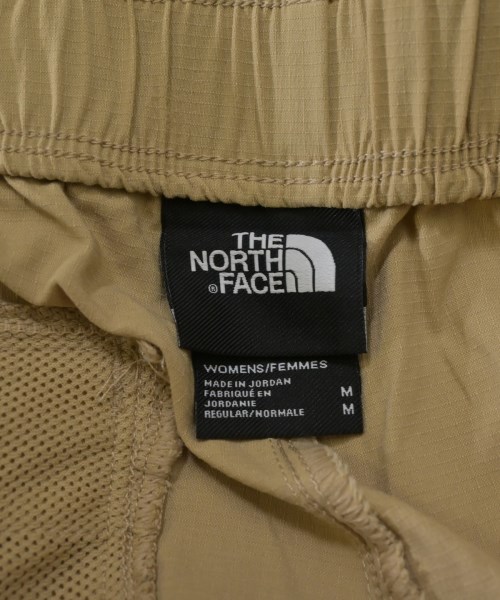 THE
NORTH
® FACE
WOMENS/FEMMES
MADE IN JORDAN M
FABRIQUÉ EN
JORDANIE M
REGULAR/NORMALE